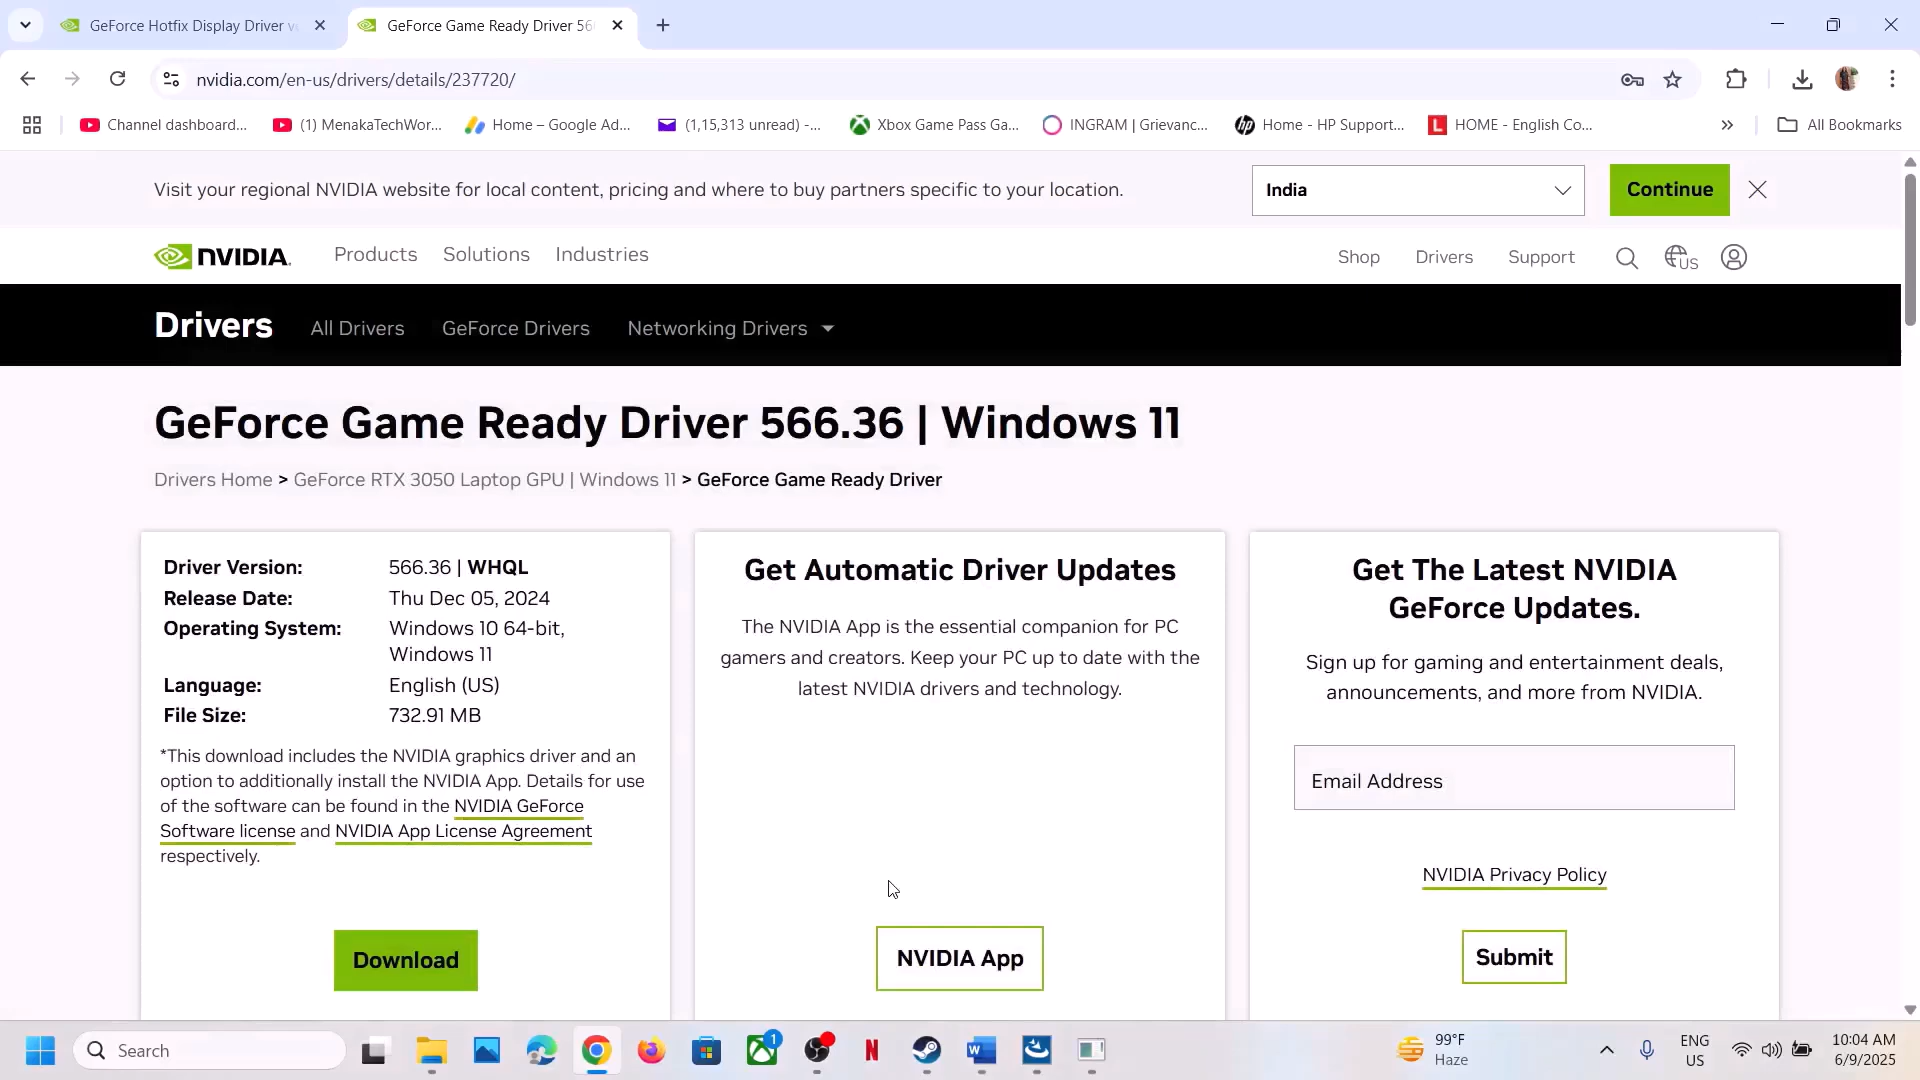 GeForce Hotfix Display Driver v
GeForce Game Ready Driver 56
nvidia.com/en-us/drivers/details/237720/
Channel dashboard...
(1) MenakaTechWor...
Home – Google Ad...
(1,15,313 unread) -...
Xbox Game Pass Ga...
INGRAM | Grievanc...
Home - HP Support...
HOME - English Co...
All Bookmarks
Visit your regional NVIDIA website for local content, pricing and where to buy partners specific to your location.
India
Continue
NVIDIA.
Products
Solutions
Industries
Shop
Drivers
Support
US
Drivers
All Drivers
GeForce Drivers
Networking Drivers
GeForce Game Ready Driver 566.36 | Windows 11
Drivers Home > GeForce RTX 3050 Laptop GPU | Windows 11 > GeForce Game Ready Driver
Driver Version: 566.36 | WHQL
Release Date: Thu Dec 05, 2024
Operating System: Windows 10 64-bit,
Windows 11
Language: English (US)
File Size: 732.91 MB
*This download includes the NVIDIA graphics driver and an
option to additionally install the NVIDIA App. Details for use
of the software can be found in the NVIDIA GeForce
Software license and NVIDIA App License Agreement
respectively.
Download
Get Automatic Driver Updates
The NVIDIA App is the essential companion for PC
gamers and creators. Keep your PC up to date with the
latest NVIDIA drivers and technology.
NVIDIA App
Get The Latest NVIDIA
GeForce Updates.
Sign up for gaming and entertainment deals,
announcements, and more from NVIDIA.
Email Address
NVIDIA Privacy Policy
Submit
Search
1
99°F
Haze
ENG
US
10:04 AM
6/9/2025